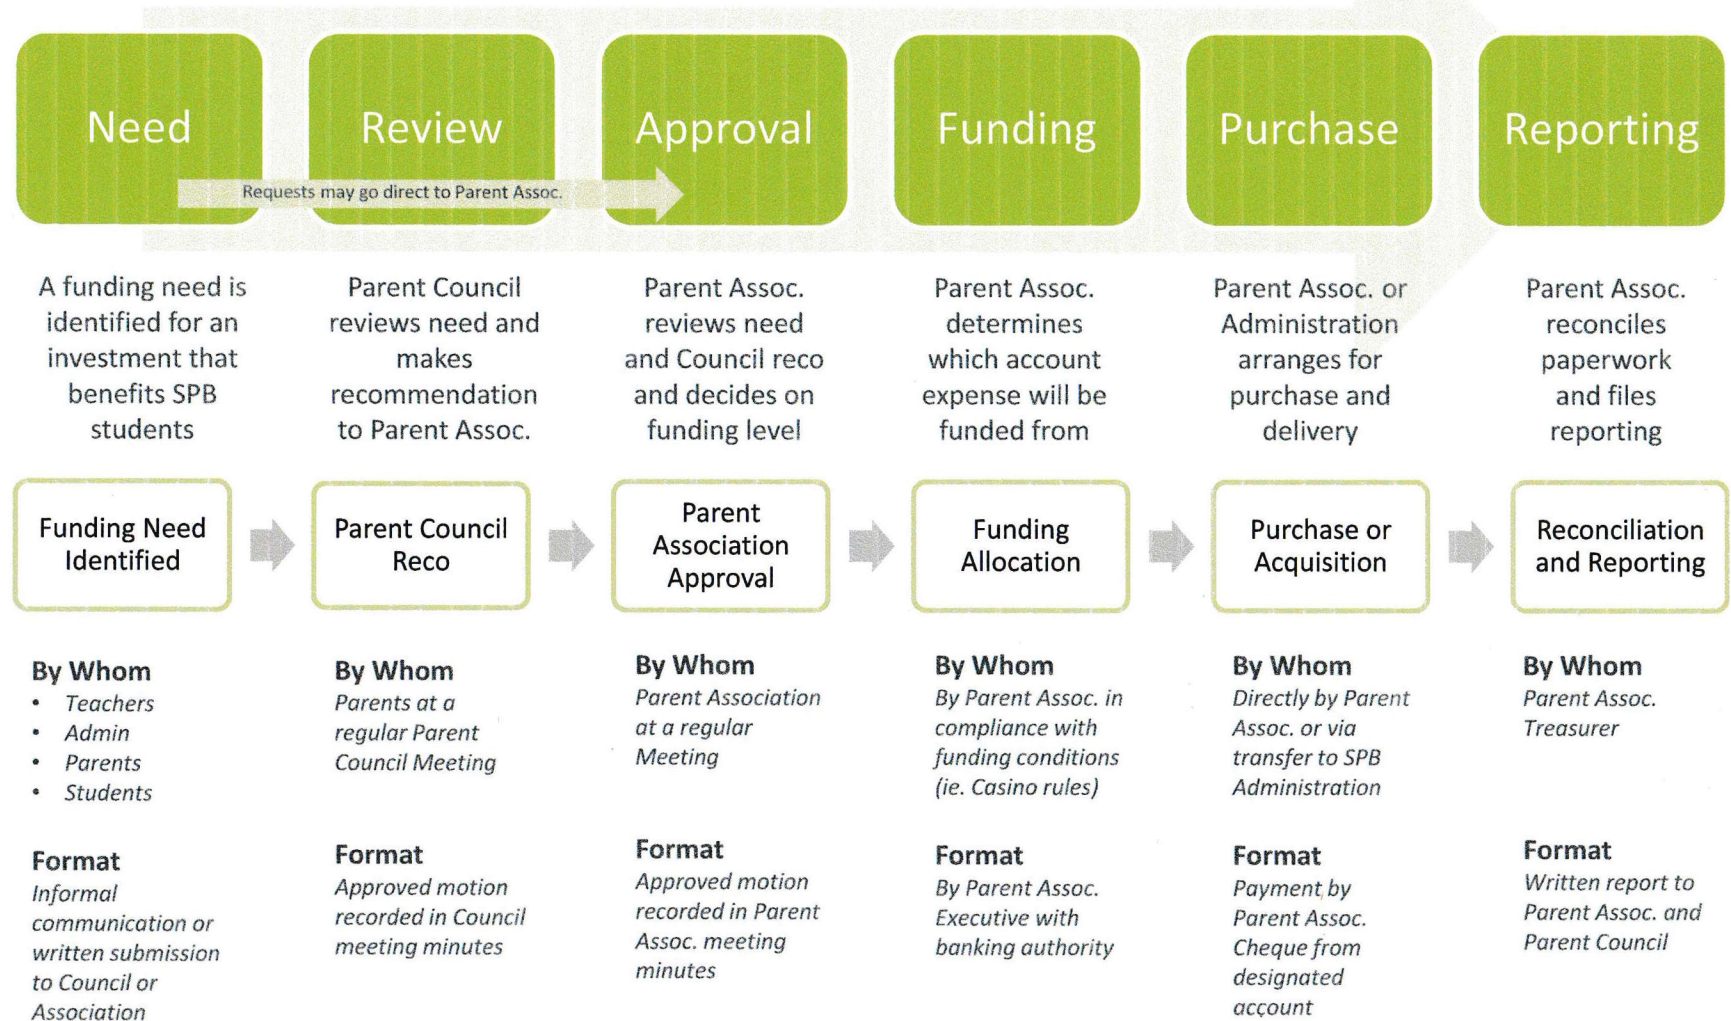 Need
Review
Approval
Funding
Purchase
Reporting
Requests may go direct to Parent Assoc.
A funding need is
identified for an
investment that
benefits SPB
students
Parent Council
reviews need and
makes
recommendation
to Parent Assoc.
Parent Assoc.
reviews need
and Council reco
and decides on
funding level
Parent Assoc.
determines
which account
expense will be
funded from
Parent Assoc. or
Administration
arranges for
purchase and
delivery
Parent Assoc.
reconciles
paperwork
and files
reporting
Funding Need
Identified
Parent Council
Reco
Parent
Association
Approval
Funding
Allocation
Purchase or
Acquisition
Reconciliation
and Reporting
By Whom
• Teachers
• Admin
• Parents
• Students
By Whom
Parents at a
regular Parent
Council Meeting
By Whom
Parent Association
at a regular
Meeting
By Whom
By Parent Assoc. in
compliance with
funding conditions
(ie. Casino rules)
By Whom
Directly by Parent
Assoc. or via
transfer to SPB
Administration
By Whom
Parent Assoc.
Treasurer
Format
Informal
communication or
written submission
to Council or
Association
Format
Approved motion
recorded in Council
meeting minutes
Format
Approved motion
recorded in Parent
Assoc. meeting
minutes
Format
By Parent Assoc.
Executive with
banking authority
Format
Payment by
Parent Assoc.
Cheque from
designated
account
Format
Written report to
Parent Assoc. and
Parent Council